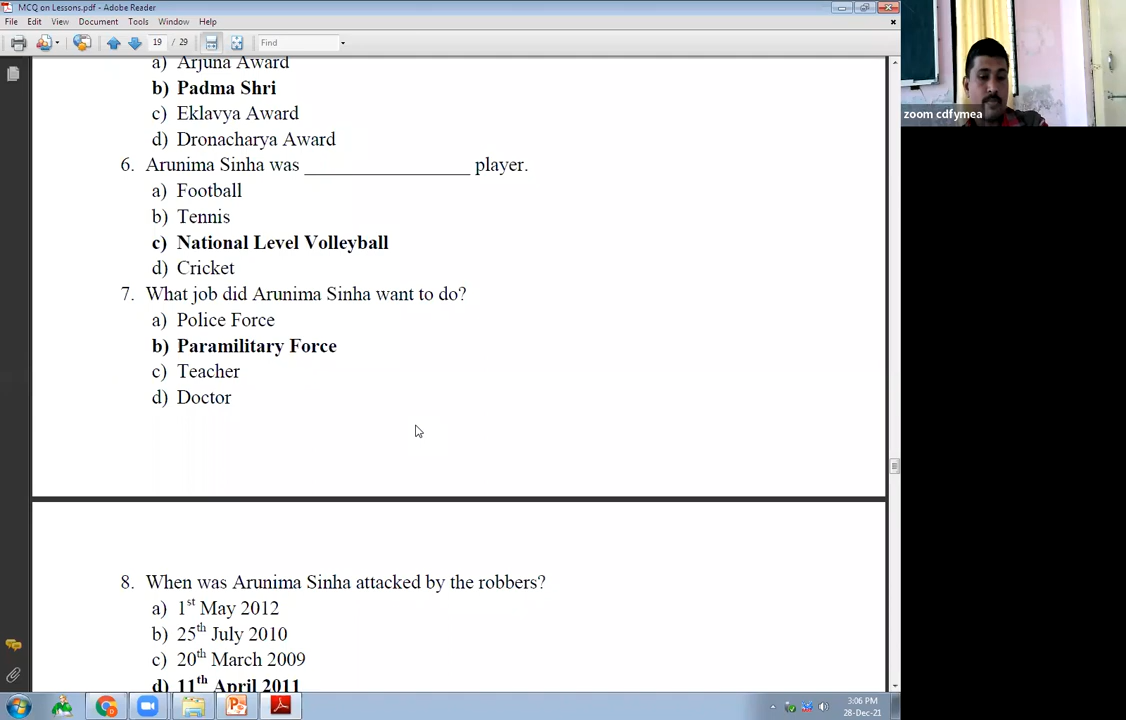 MCQ on Lessons.pdf - Adobe Reader
File Edit View Document Tools Window Help
19 / 29 Find
a) Arjuna Award
b) Padma Shri
c) Eklavya Award
d) Dronacharya Award
6. Arunima Sinha was _________________ player.
a) Football
b) Tennis
c) National Level Volleyball
d) Cricket
7. What job did Arunima Sinha want to do?
a) Police Force
b) Paramilitary Force
c) Teacher
d) Doctor
8. When was Arunima Sinha attacked by the robbers?
a) 1st May 2012
b) 25th July 2010
c) 20th March 2009
d) 11th April 2011
zoom cdfymea
3:06 PM
28-Dec-21